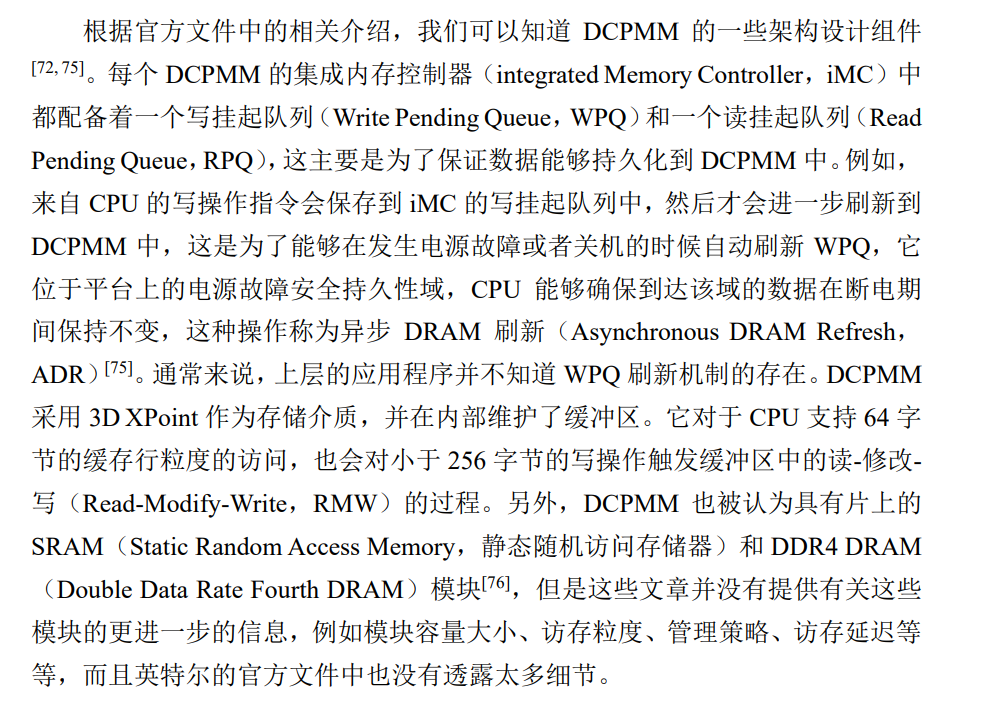 根据官方文件中的相关介绍，我们可以知道 DCPMM 的一些架构设计组件
[72,75]。每个 DCPMM 的集成内存控制器（integrated Memory Controller，iMC）中
都配备着一个写挂起队列（Write Pending Queue，WPQ）和一个读挂起队列（Read
Pending Queue，RPQ），这主要是为了保证数据能够持久化到 DCPMM 中。例如，
来自 CPU 的写操作指令会保存到 iMC 的写挂起队列中，然后才会进一步刷新到
DCPMM 中，这是为了能够在发生电源故障或者关机的时候自动刷新 WPQ，它
位于平台上的电源故障安全持久性域，CPU 能够确保到达该域的数据在断电期
间保持不变，这种操作称为异步 DRAM 刷新（Asynchronous DRAM Refresh，
ADR）[75]。通常来说，上层的应用程序并不知道 WPQ 刷新机制的存在。DCPMM
采用 3D XPoint 作为存储介质，并在内部维护了缓冲区。它对于 CPU 支持 64 字
节的缓存行粒度的访问，也会对小于 256 字节的写操作触发缓冲区中的读-修改-
写（Read-Modify-Write，RMW）的过程。另外，DCPMM 也被认为具有片上的
SRAM（Static Random Access Memory，静态随机访问存储器）和 DDR4 DRAM
（Double Data Rate Fourth DRAM）模块[76]，但是这些文章并没有提供有关这些
模块的更进一步的信息，例如模块容量大小、访存粒度、管理策略、访存延迟等
等，而且英特尔的官方文件中也没有透露太多细节。